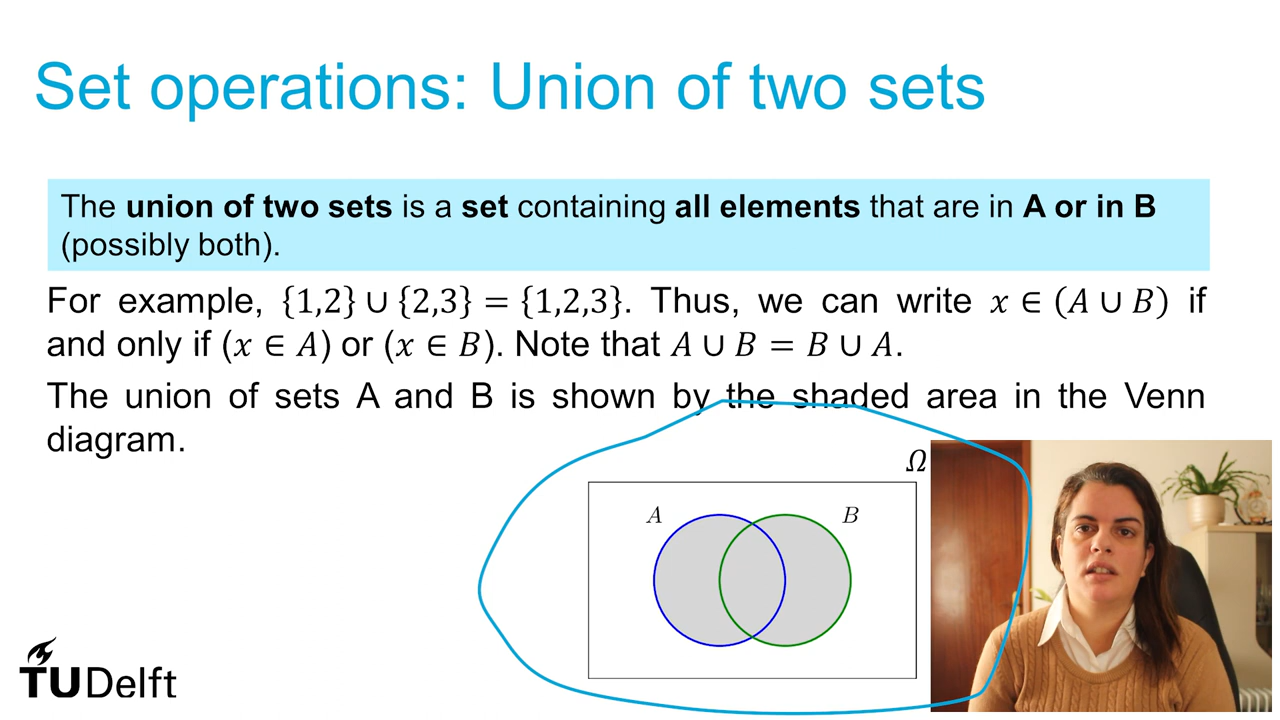 Set operations: Union of two sets
The union of two sets is a set containing all elements that are in A or in B
(possibly both).
For example, {1,2} ∪ {2,3} = {1,2,3}. Thus, we can write 𝑥 ∈ (𝐴 ∪ 𝐵) if
and only if (𝑥 ∈ 𝐴) or (𝑥 ∈ 𝐵). Note that 𝐴 ∪ 𝐵 = 𝐵 ∪ 𝐴.
The union of sets A and B is shown by the shaded area in the Venn
diagram.
Ω
A B
TUDelft